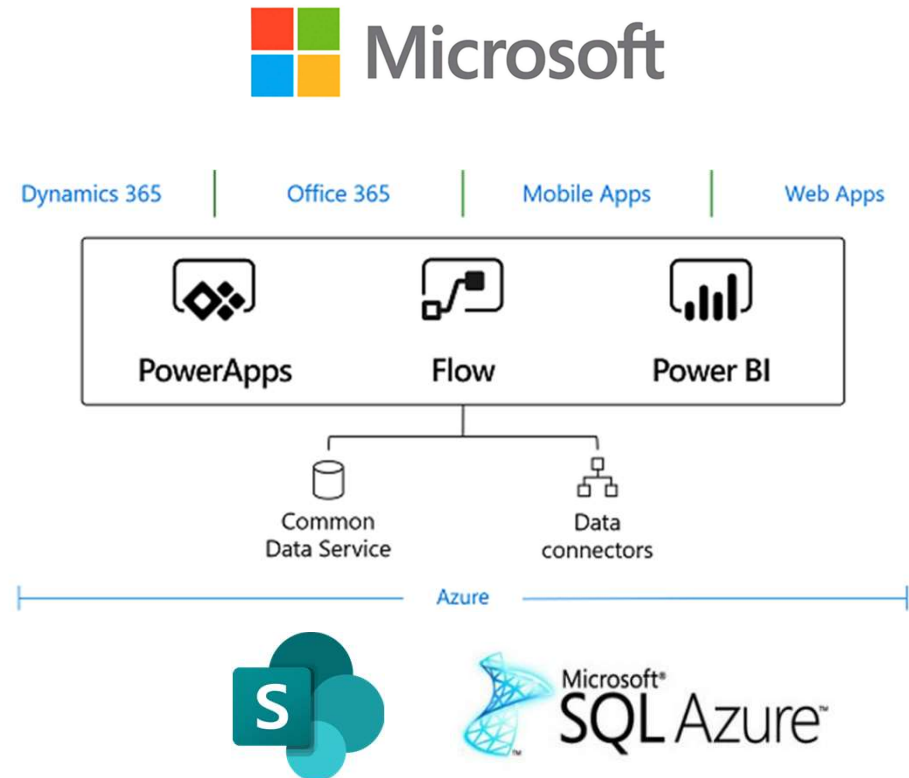 Microsoft
Dynamics 365 Office 365 Mobile Apps Web Apps
PowerApps Flow Power BI
Common
Data Service
Data
connectors
Azure
S
Microsoft®
SQL Azure™
™